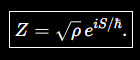 Z = √ρ e^{iS/ħ}.